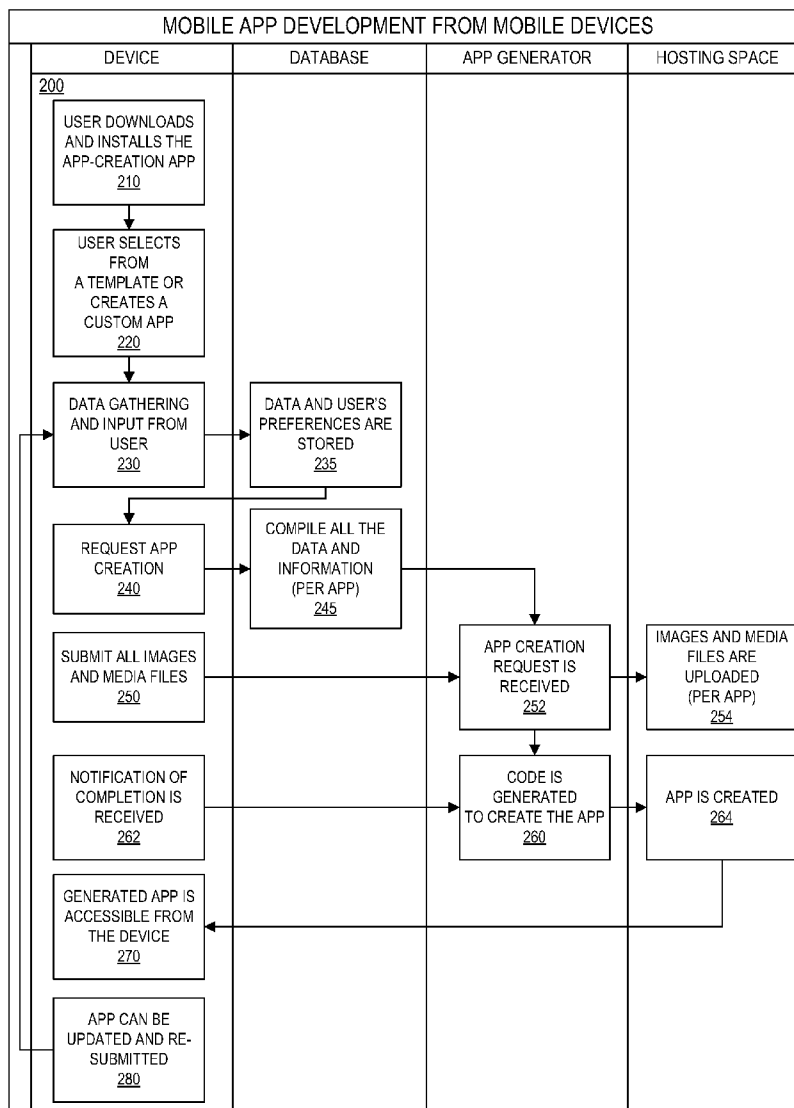 MOBILE APP DEVELOPMENT FROM MOBILE DEVICES
DEVICE
DATABASE
APP GENERATOR
HOSTING SPACE
200
USER DOWNLOADS
AND INSTALLS THE
APP-CREATION APP
210
USER SELECTS
FROM
A TEMPLATE OR
CREATES A
CUSTOM APP
220
DATA GATHERING
AND INPUT FROM
USER
230
DATA AND USER'S
PREFERENCES ARE
STORED
235
REQUEST APP
CREATION
240
COMPILE ALL THE
DATA AND
INFORMATION
(PER APP)
245
SUBMIT ALL IMAGES
AND MEDIA FILES
250
APP CREATION
REQUEST IS
RECEIVED
252
IMAGES AND MEDIA
FILES ARE
UPLOADED
(PER APP)
254
NOTIFICATION OF
COMPLETION IS
RECEIVED
262
CODE IS
GENERATED
TO CREATE THE APP
260
APP IS CREATED
264
GENERATED APP IS
ACCESSIBLE FROM
THE DEVICE
270
APP CAN BE
UPDATED AND RE-
SUBMITTED
280